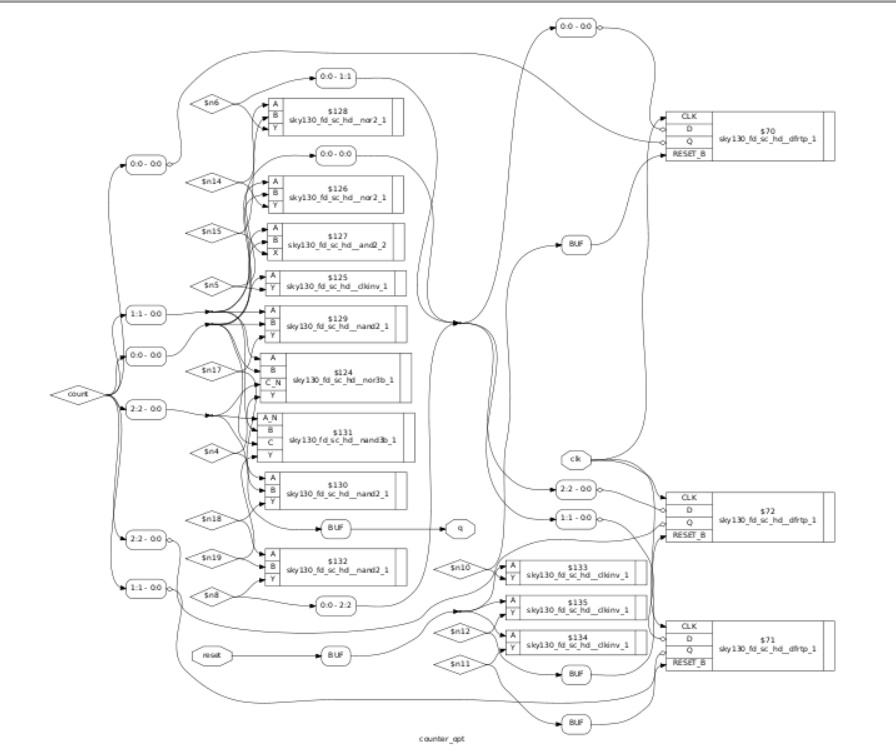 0:0 - 0:0
0:0 - 1:1
$n6
A
B
Y
$128
sky130_fd_sc_hd__nor2_1
CLK
D
Q
RESET_B
$70
sky130_fd_sc_hd__dfrtp_1
0:0 - 0:0
0:0 - 0:0
$n14
A
B
Y
$126
sky130_fd_sc_hd__nor2_1
$n15
A
B
X
$127
sky130_fd_sc_hd__and2_2
BUF
$n5
A
Y
$125
sky130_fd_sc_hd__clkinv_1
1:1 - 0:0
A
B
Y
$129
sky130_fd_sc_hd__nand2_1
0:0 - 0:0
$n17
A
B
C_N
Y
$124
sky130_fd_sc_hd__nor3b_1
count
2:2 - 0:0
A_N
B
C
Y
$131
sky130_fd_sc_hd__nand3b_1
$n4
clk
A
B
Y
$130
sky130_fd_sc_hd__nand2_1
2:2 - 0:0
CLK
D
Q
RESET_B
$72
sky130_fd_sc_hd__dfrtp_1
$n18
BUF
q
1:1 - 0:0
2:2 - 0:0
$n19
A
B
Y
$132
sky130_fd_sc_hd__nand2_1
$n10
A
Y
$133
sky130_fd_sc_hd__clkinv_1
1:1 - 0:0
$n8
0:0 - 2:2
A
Y
$135
sky130_fd_sc_hd__clkinv_1
$n12
A
Y
$134
sky130_fd_sc_hd__clkinv_1
CLK
D
Q
RESET_B
$71
sky130_fd_sc_hd__dfrtp_1
reset
BUF
$n11
BUF
BUF
counter_opt